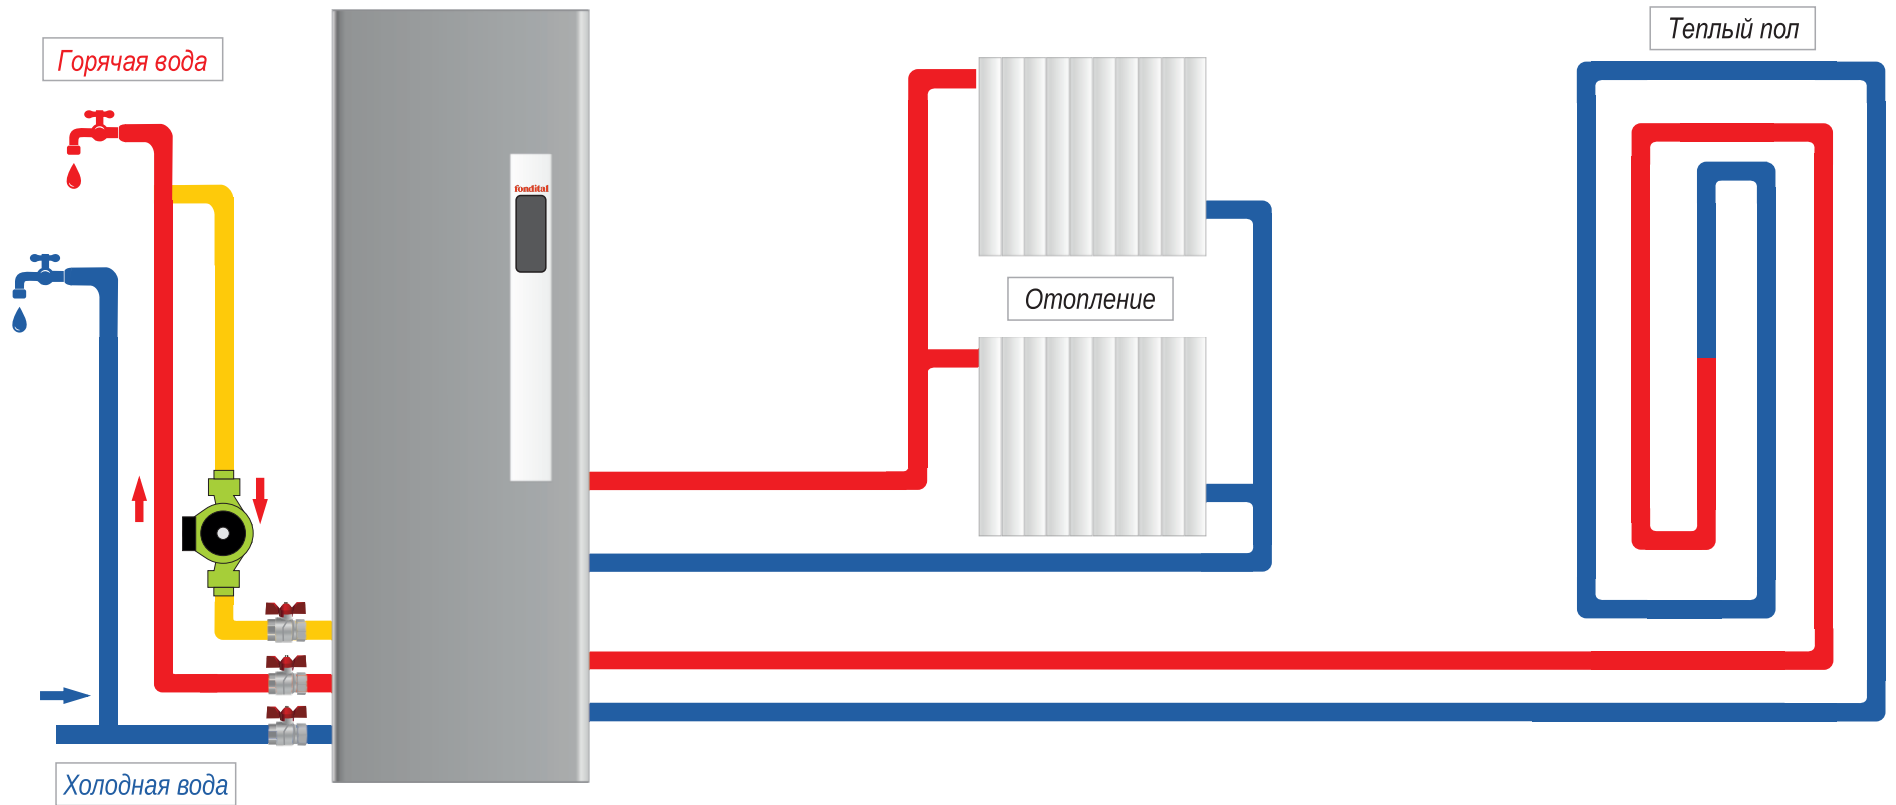 Горячая вода
Теплый пол
fondital
Отопление
Холодная вода